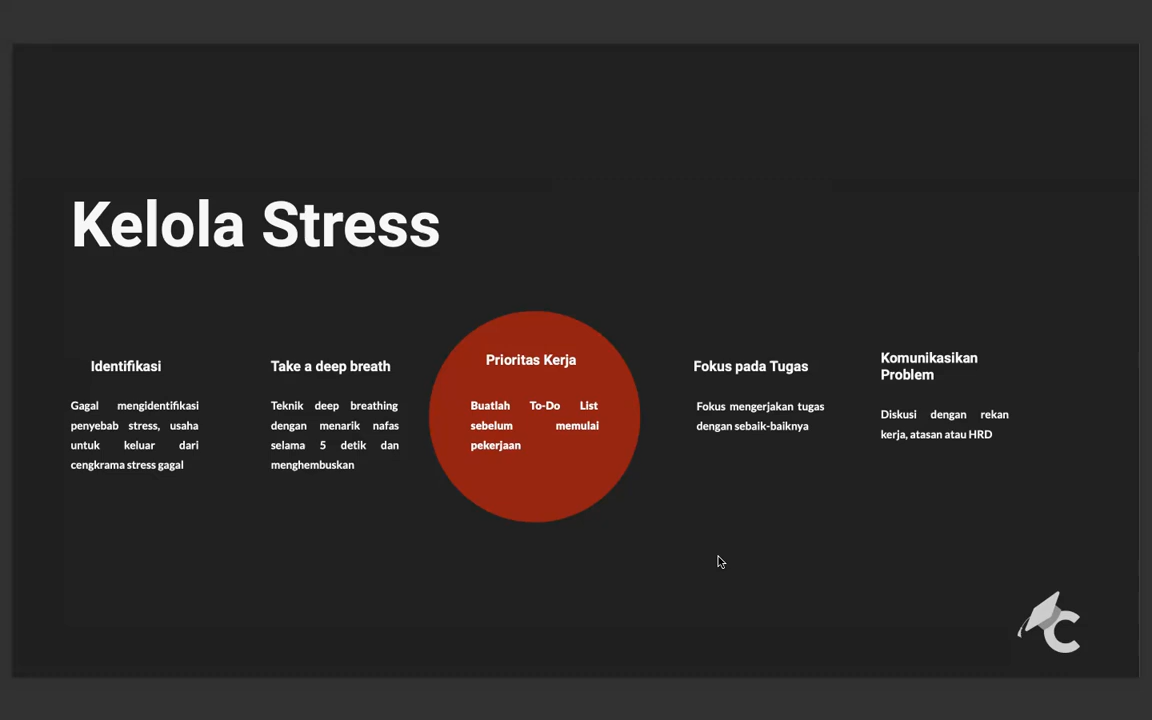 Kelola Stress
Identifikasi
Gagal mengidentifikasi
penyebab stress, usaha
untuk keluar dari
cengkrama stress gagal
Take a deep breath
Teknik deep breathing
dengan menarik nafas
selama 5 detik dan
menghembuskan
Prioritas Kerja
Buatlah To-Do List
sebelum memulai
pekerjaan
Fokus pada Tugas
Fokus mengerjakan tugas
dengan sebaik-baiknya
Komunikasikan
Problem
Diskusi dengan rekan
kerja, atasan atau HRD
C